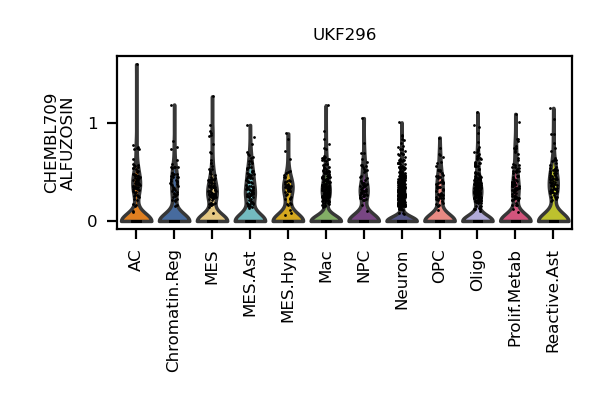 UKF296
CHEMBL709
ALFUZOSIN
1
0
AC
Chromatin.Reg
MES
MES.Ast
MES.Hyp
Mac
NPC
Neuron
OPC
Oligo
Prolif.Metab
Reactive.Ast